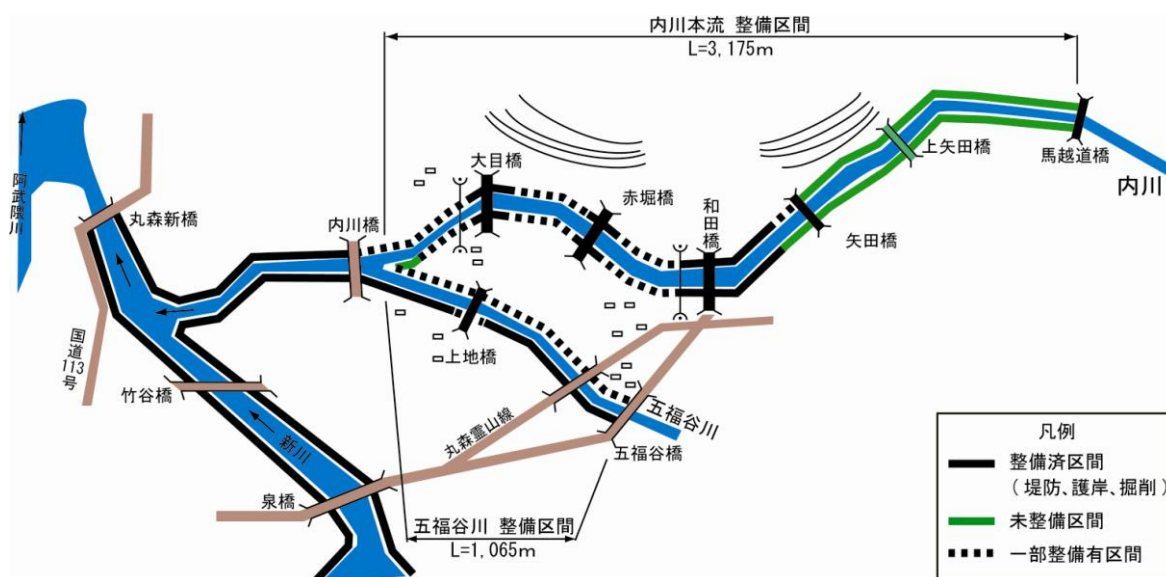 内川本流 整備区間
L=3,175m
大目橋
赤堀橋
和田橋
上矢田橋
馬越道橋
内川
阿武隈川
丸森新橋
内川橋
矢田橋
上地橋
国道113号
竹谷橋
新川
丸森霊山線
五福谷川
五福谷橋
泉橋
五福谷川 整備区間
L=1,065m
凡例
整備済区間
(堤防、護岸、掘削)
未整備区間
一部整備有区間